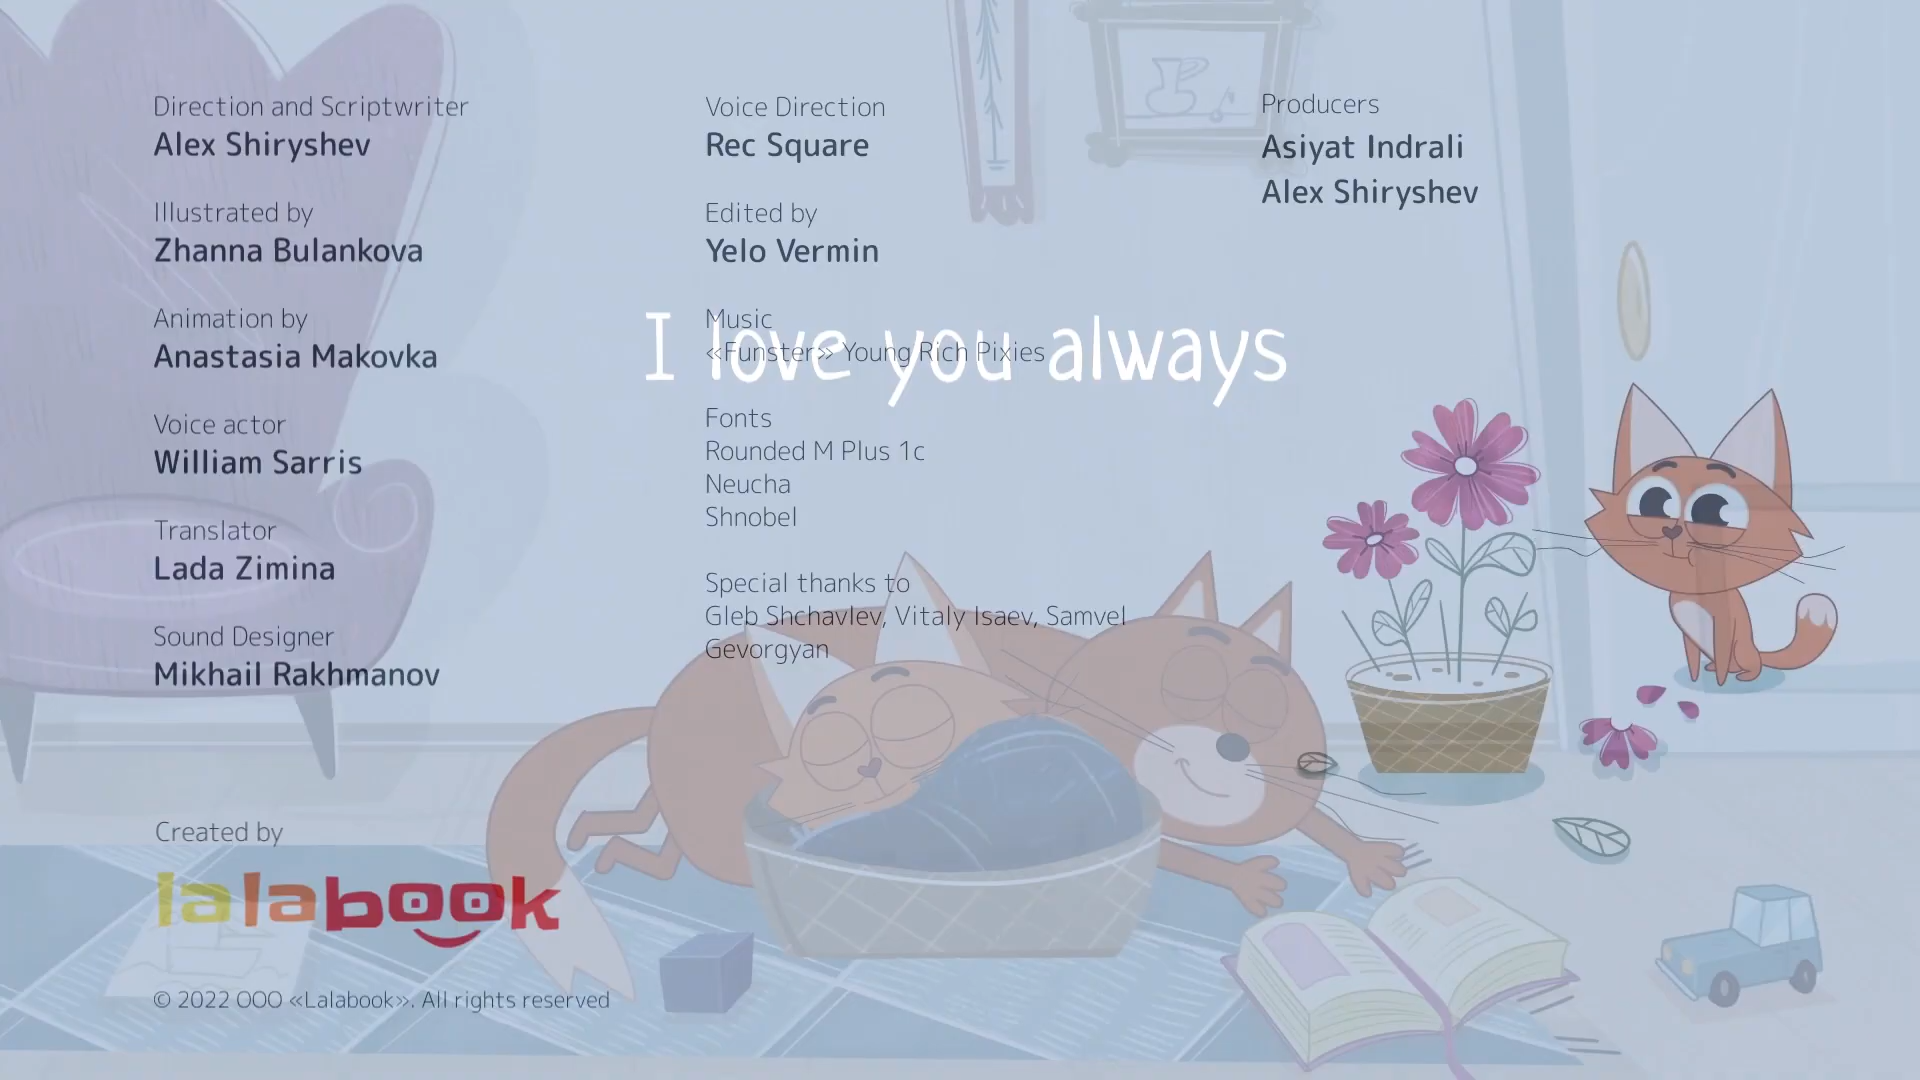 Direction and Scriptwriter
Alex Shiryshev
Illustrated by
Zhanna Bulankova
Animation by
Anastasia Makovka
Voice actor
William Sarris
Translator
Lada Zimina
Sound Designer
Mikhail Rakhmanov
Created by
lalabook
© 2022 OOO «Lalabook». All rights reserved
Voice Direction
Rec Square
Edited by
Yelo Vermin
Music
«Funster» Young Rich Pixies
I love you always
Fonts
Rounded M Plus 1c
Neucha
Shnobel
Special thanks to
Gleb Shchavlev, Vitaly Isaev, Samvel
Gevorgyan
Producers
Asiyat Indrali
Alex Shiryshev